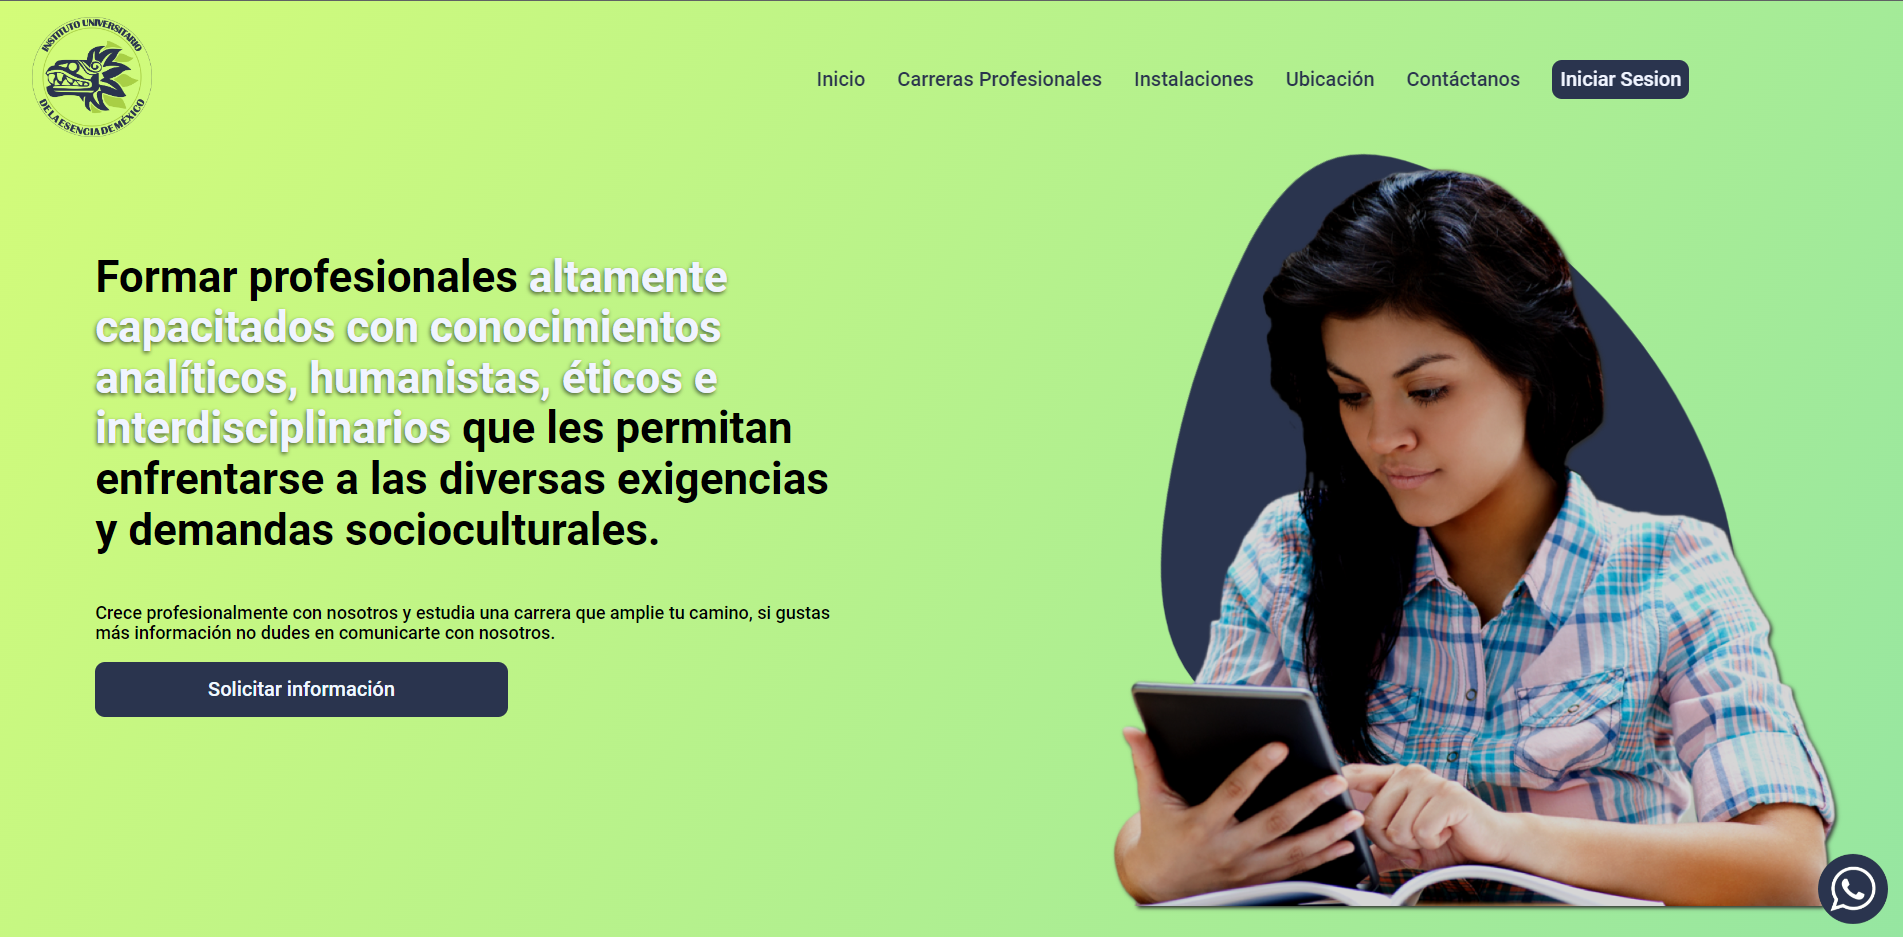 INSTITUTO UNIVERSITARIO
DE LA ESENCIA DE MÉXICO
Inicio
Carreras Profesionales
Instalaciones
Ubicación
Contáctanos
Iniciar Sesion
Formar profesionales altamente
capacitados con conocimientos
analíticos, humanistas, éticos e
interdisciplinarios que les permitan
enfrentarse a las diversas exigencias
y demandas socioculturales.
Crece profesionalmente con nosotros y estudia una carrera que amplie tu camino, si gustas
más información no dudes en comunicarte con nosotros.
Solicitar información